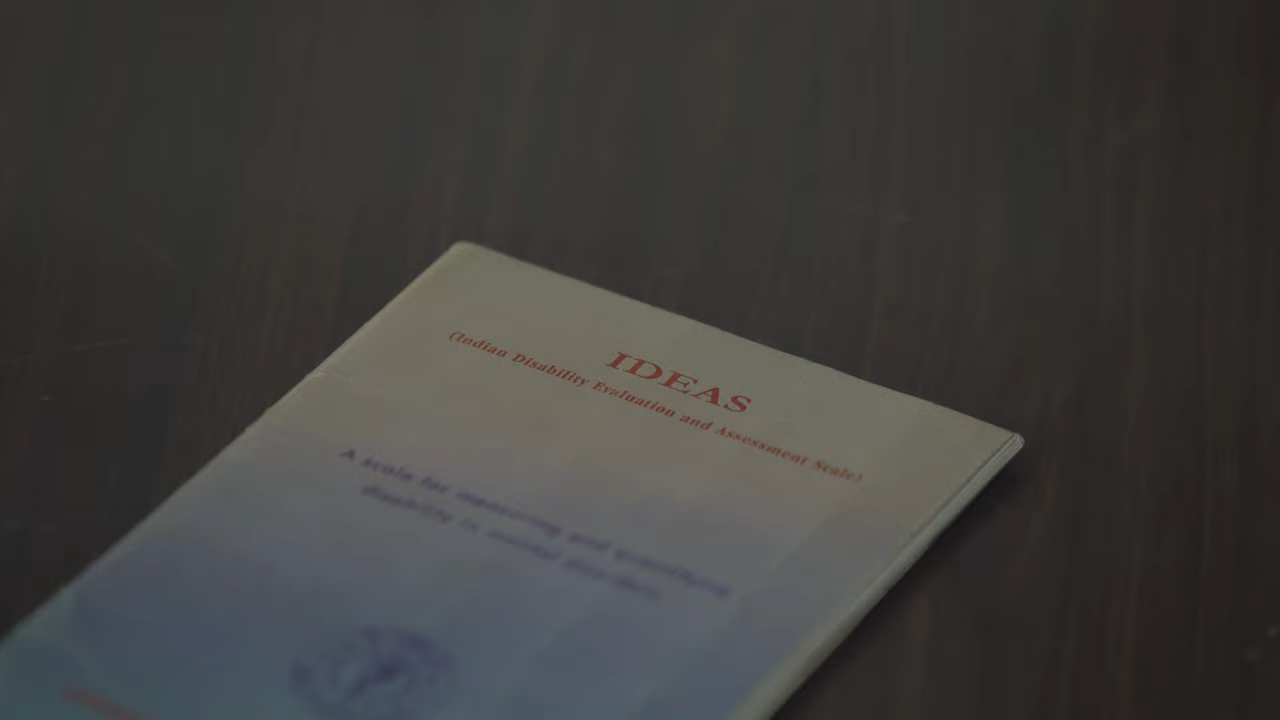 IDEAS
(Indian Disability Evaluation and Assessment Scale)
A scale for measuring and quantifying
disability in mental disorders